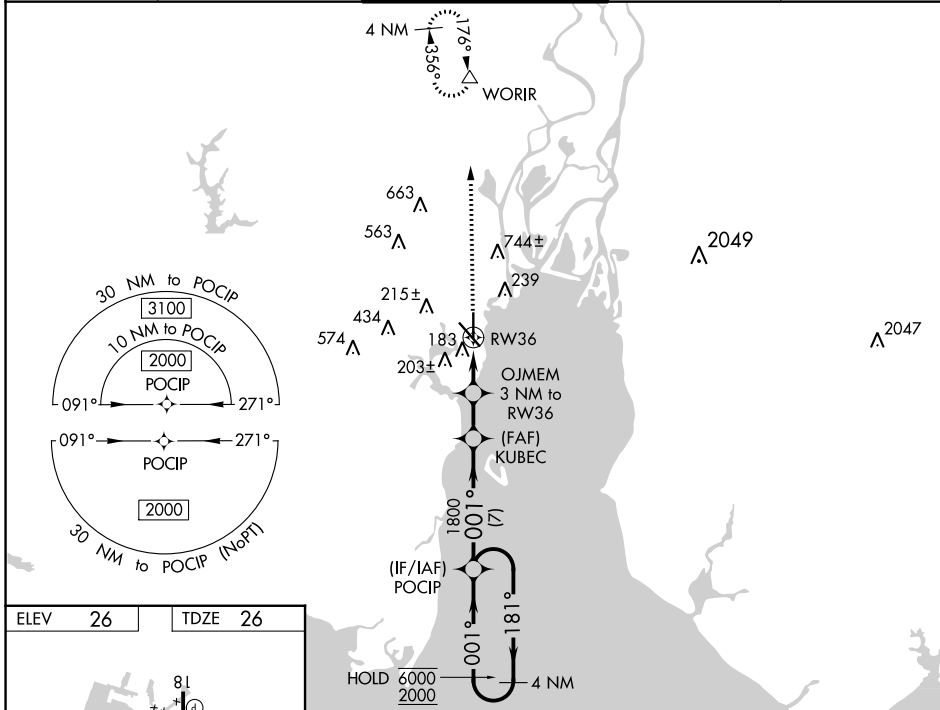 4 NM
176°
356°
WORIR
663
563
744±
2049
239
215±
434
574
183
203±
RW36
2047
OJMEM
3 NM to
RW36
(FAF)
KUBEC
1800
001°
(7)
(IF/IAF)
POCIP
001°
181°
HOLD 6000
2000
4 NM
30 NM to POCIP
3100
10 NM to POCIP
2000
POCIP
091°
271°
091°
271°
POCIP
2000
30 NM to POCIP (NoPT)
ELEV 26
TDZE 26
18
P